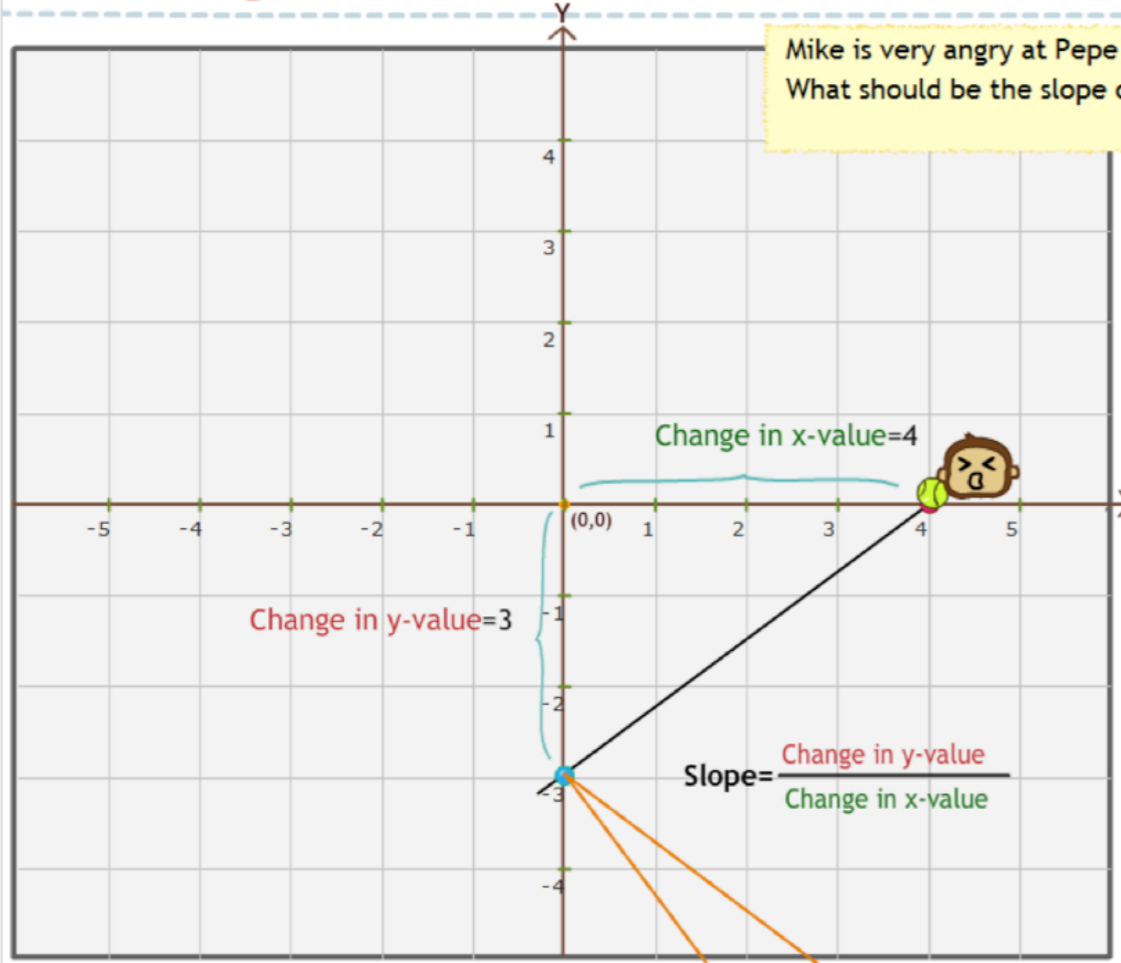 Y
Mike is very angry at Pepe
What should be the slope
4
3
2
1
Change in x-value=4
-5 -4 -3 -2 -1 (0,0) 1 2 3 4 5
Change in y-value=3
-1
-2
Slope= Change in y-value
Change in x-value
-3
-4